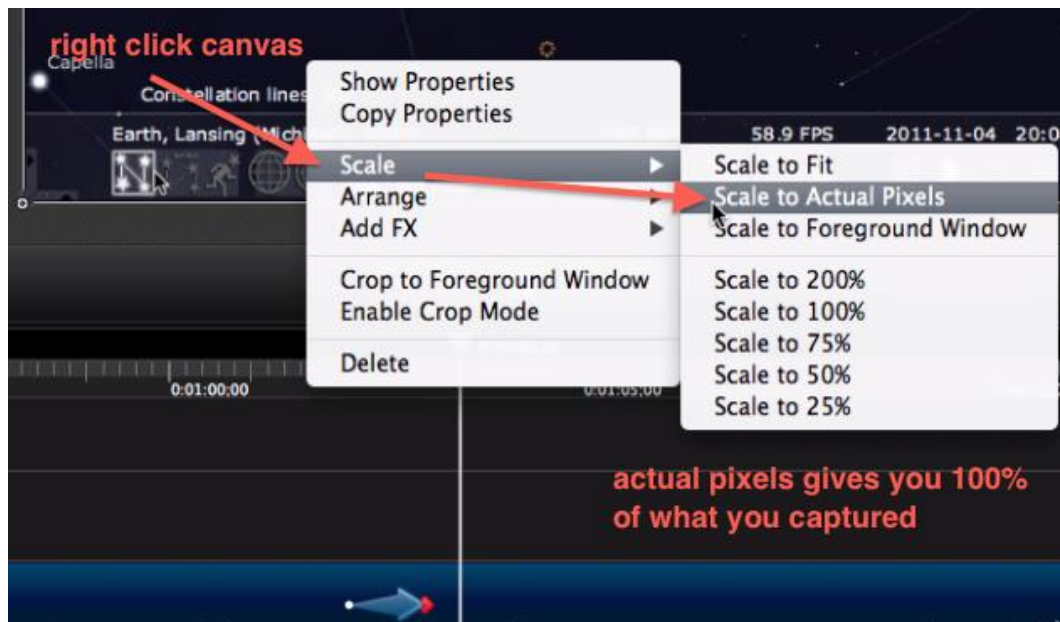 right click canvas
Capella
Constellation lines
Earth, Lansing (Michi
58.9 FPS 2011-11-04 20:0
Show Properties
Copy Properties
Scale
Arrange
Add FX
Crop to Foreground Window
Enable Crop Mode
Delete
Scale to Fit
Scale to Actual Pixels
Scale to Foreground Window
Scale to 200%
Scale to 100%
Scale to 75%
Scale to 50%
Scale to 25%
0:01:00;00
0:01:05;00
actual pixels gives you 100%
of what you captured